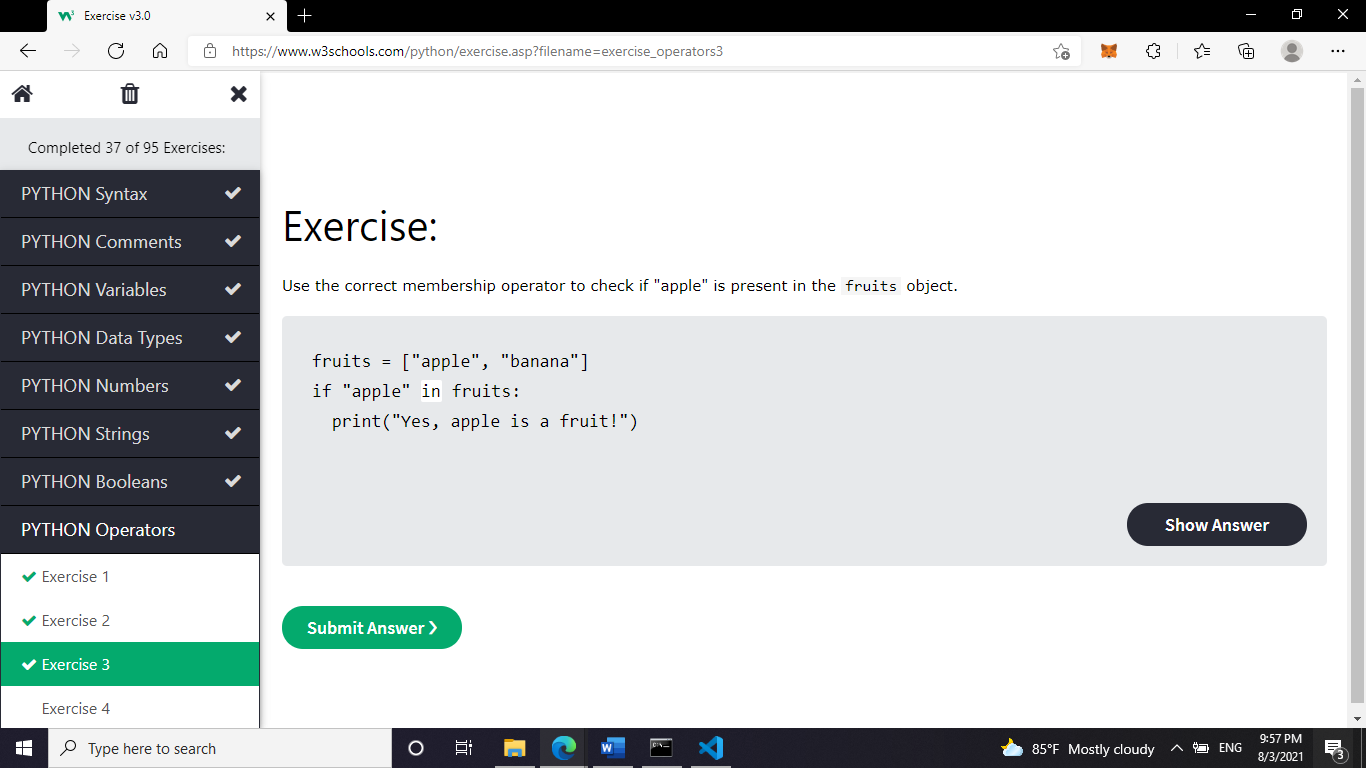 Exercise v3.0
https://www.w3schools.com/python/exercise.asp?filename=exercise_operators3
Completed 37 of 95 Exercises:
PYTHON Syntax
PYTHON Comments
PYTHON Variables
PYTHON Data Types
PYTHON Numbers
PYTHON Strings
PYTHON Booleans
PYTHON Operators
Exercise 1
Exercise 2
Exercise 3
Exercise 4
Exercise:
Use the correct membership operator to check if "apple" is present in the fruits object.
fruits = ["apple", "banana"]
if "apple" in fruits:
  print("Yes, apple is a fruit!")
Show Answer
Submit Answer ❯
Type here to search
85°F Mostly cloudy
ENG
9:57 PM
8/3/2021
3